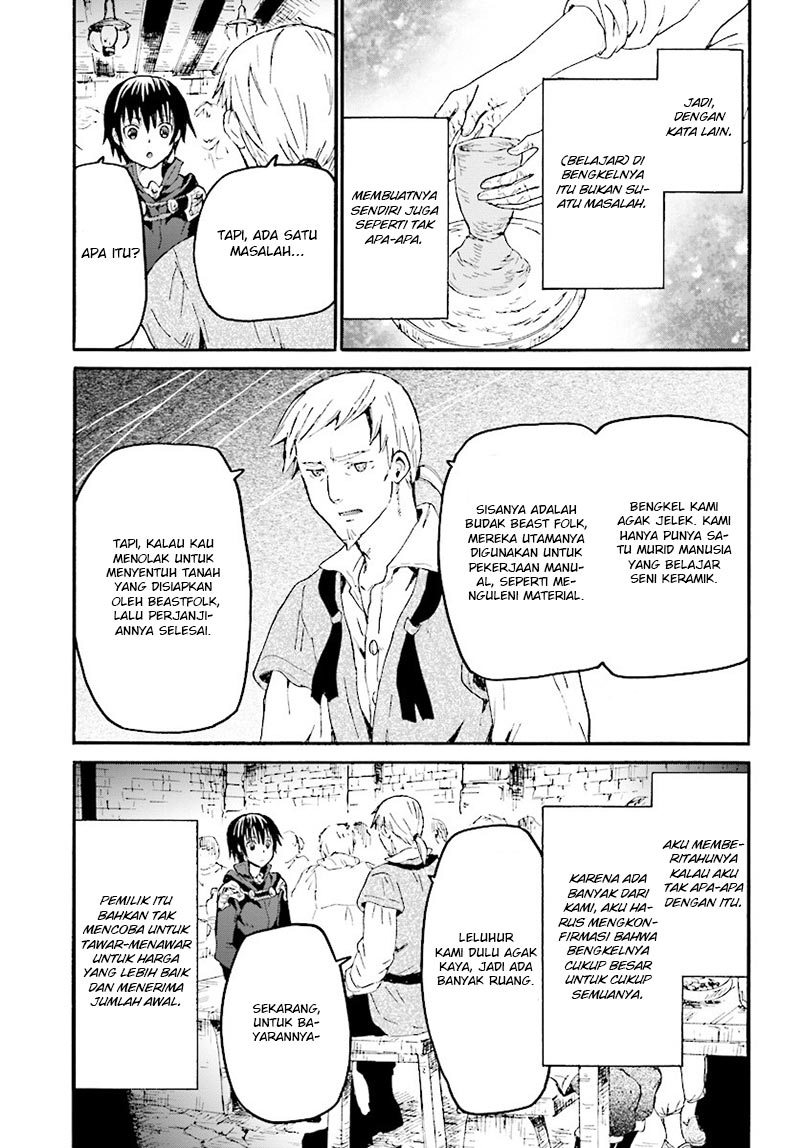 JADI,
DENGAN
KATA LAIN.
(BELAJAR) DI
BENGKELNYA
ITU BUKAN SU-
ATU MASALAH.
MEMBUATNYA
SENDIRI JUGA
SEPERTI TAK
APA-APA.
TAPI, ADA SATU
MASALAH...
APA ITU?
BENGKEL KAMI
AGAK JELEK. KAMI
HANYA PUNYA SA-
TU MURID MANUSIA
YANG BELAJAR
SENI KERAMIK.
SISANYA ADALAH
BUDAK BEAST FOLK,
MEREKA UTAMANYA
DIGUNAKAN UNTUK
PEKERJAAN MANU-
AL, SEPERTI ME-
NGULENI MATERIAL.
TAPI, KALAU KAU
MENOLAK UNTUK
MENYENTUH TANAH
YANG DISIAPKAN
OLEH BEASTFOLK,
LALU PERJANJI-
ANNYA SELESAI.
AKU MEMBE-
RITAHUNYA
KALAU AKU
TAK APA-APA
DENGAN ITU.
KARENA ADA
BANYAK DARI
KAMI, AKU HA-
RUS MENGKON-
FIRMASI BAHWA
BENGKELNYA
CUKUP BESAR
UNTUK CUKUP
SEMUANYA.
LELUHUR
KAMI DULU AGAK
KAYA, JADI ADA
BANYAK RUANG.
SEKARANG,
UNTUK BA-
YARANNYA-
PEMILIK ITU
BAHKAN TAK
MENCOBA UNTUK
TAWAR-MENAWAR
UNTUK HARGA
YANG LEBIH BAIK
DAN MENERIMA
JUMLAH AWAL.